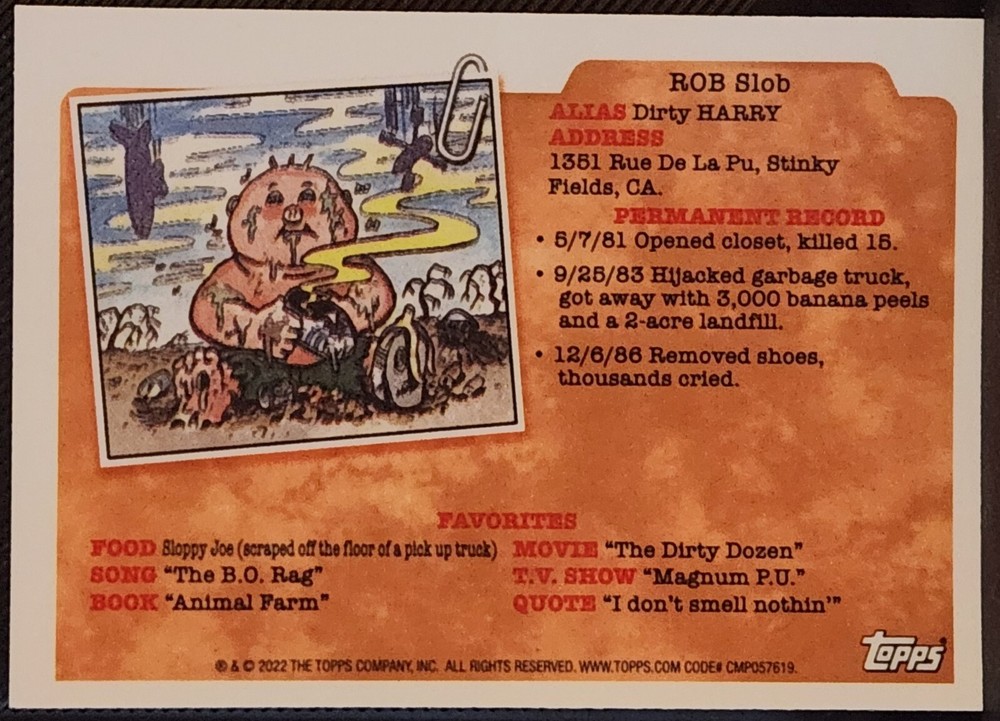 ROB Slob
ALIAS Dirty HARRY
ADDRESS
1351 Rue De La Pu, Stinky
Fields, CA.
PERMANENT RECORD
• 5/7/81 Opened closet, killed 15.
• 9/25/83 Hijacked garbage truck,
got away with 3,000 banana peels
and a 2-acre landfill.
• 12/6/86 Removed shoes,
thousands cried.
FAVORITES
FOOD Sloppy Joe (scraped off the floor of a pick up truck)
SONG "The B.O. Rag"
BOOK "Animal Farm"
MOVIE "The Dirty Dozen"
T.V. SHOW "Magnum P.U."
QUOTE "I don't smell nothin'"
® & © 2022 THE TOPPS COMPANY, INC. ALL RIGHTS RESERVED. WWW.TOPPS.COM CODE# CMP057619.
topps